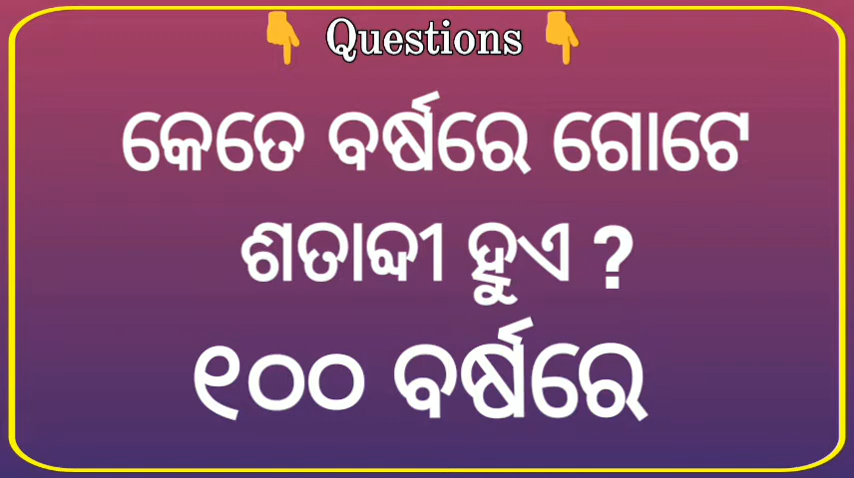 👇 Questions 👇
କେତେ ବର୍ଷରେ ଗୋଟେ
ଶତାବ୍ଦୀ ହୁଏ ?
୧୦୦ ବର୍ଷରେ